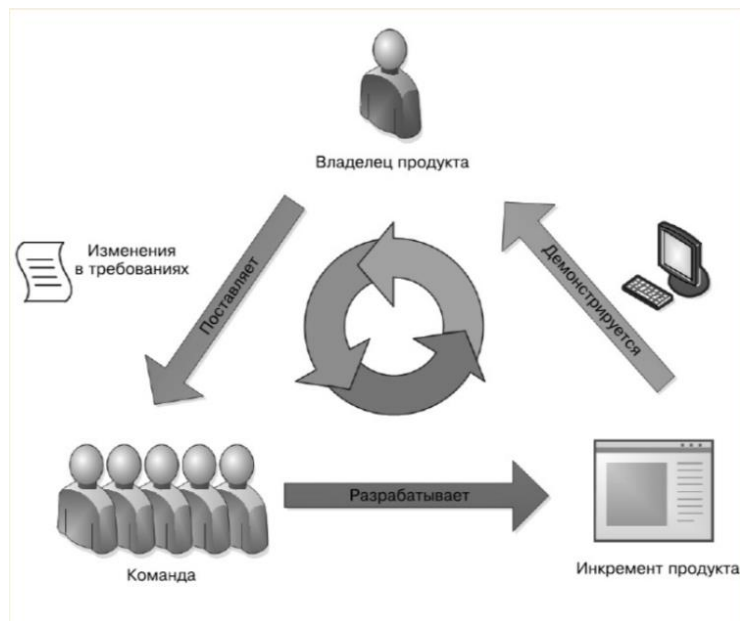 Владелец продукта
Изменения
в требованиях
Поставляет
Демонстрируется
Разрабатывает
Команда
Инкремент продукта